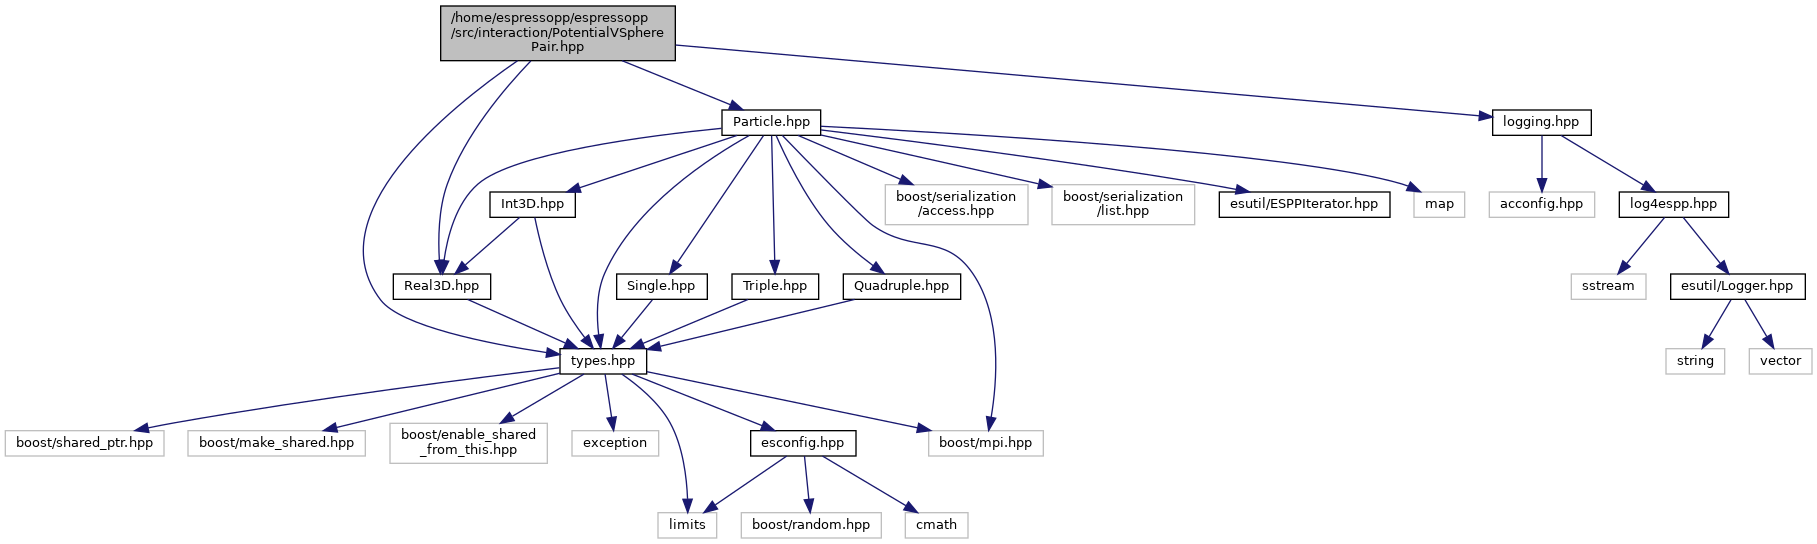 /home/espressopp/espressopp
/src/interaction/PotentialVSphere
Pair.hpp
Particle.hpp
logging.hpp
Int3D.hpp
boost/serialization
/access.hpp
boost/serialization
/list.hpp
esutil/ESPPIterator.hpp
map
acconfig.hpp
log4espp.hpp
Real3D.hpp
Single.hpp
Triple.hpp
Quadruple.hpp
sstream
esutil/Logger.hpp
types.hpp
string
vector
boost/shared_ptr.hpp
boost/make_shared.hpp
boost/enable_shared
_from_this.hpp
exception
esconfig.hpp
boost/mpi.hpp
limits
boost/random.hpp
cmath